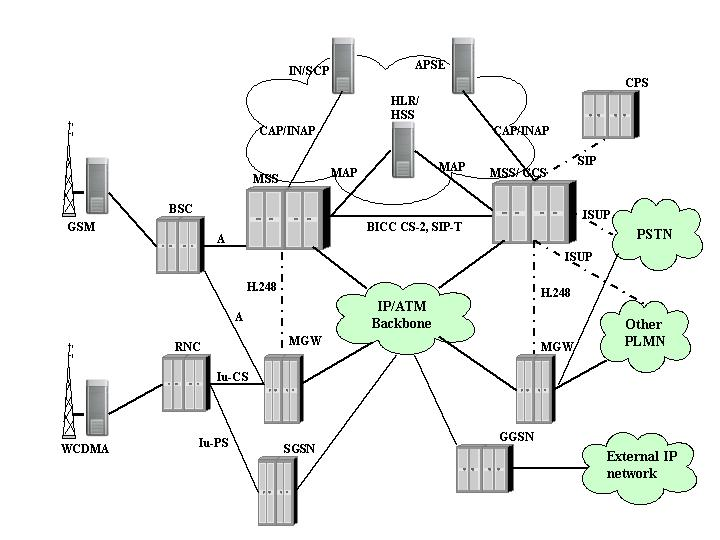 IN/SCP
APSE
CPS
HLR/
HSS
CAP/INAP
CAP/INAP
MSS
MAP
MAP
MSS/ GCS
SIP
BSC
GSM
A
BICC CS-2, SIP-T
ISUP
PSTN
ISUP
H.248
IP/ATM
Backbone
H.248
A
Other
PLMN
RNC
MGW
MGW
Iu-CS
WCDMA
Iu-PS
SGSN
GGSN
External IP
network